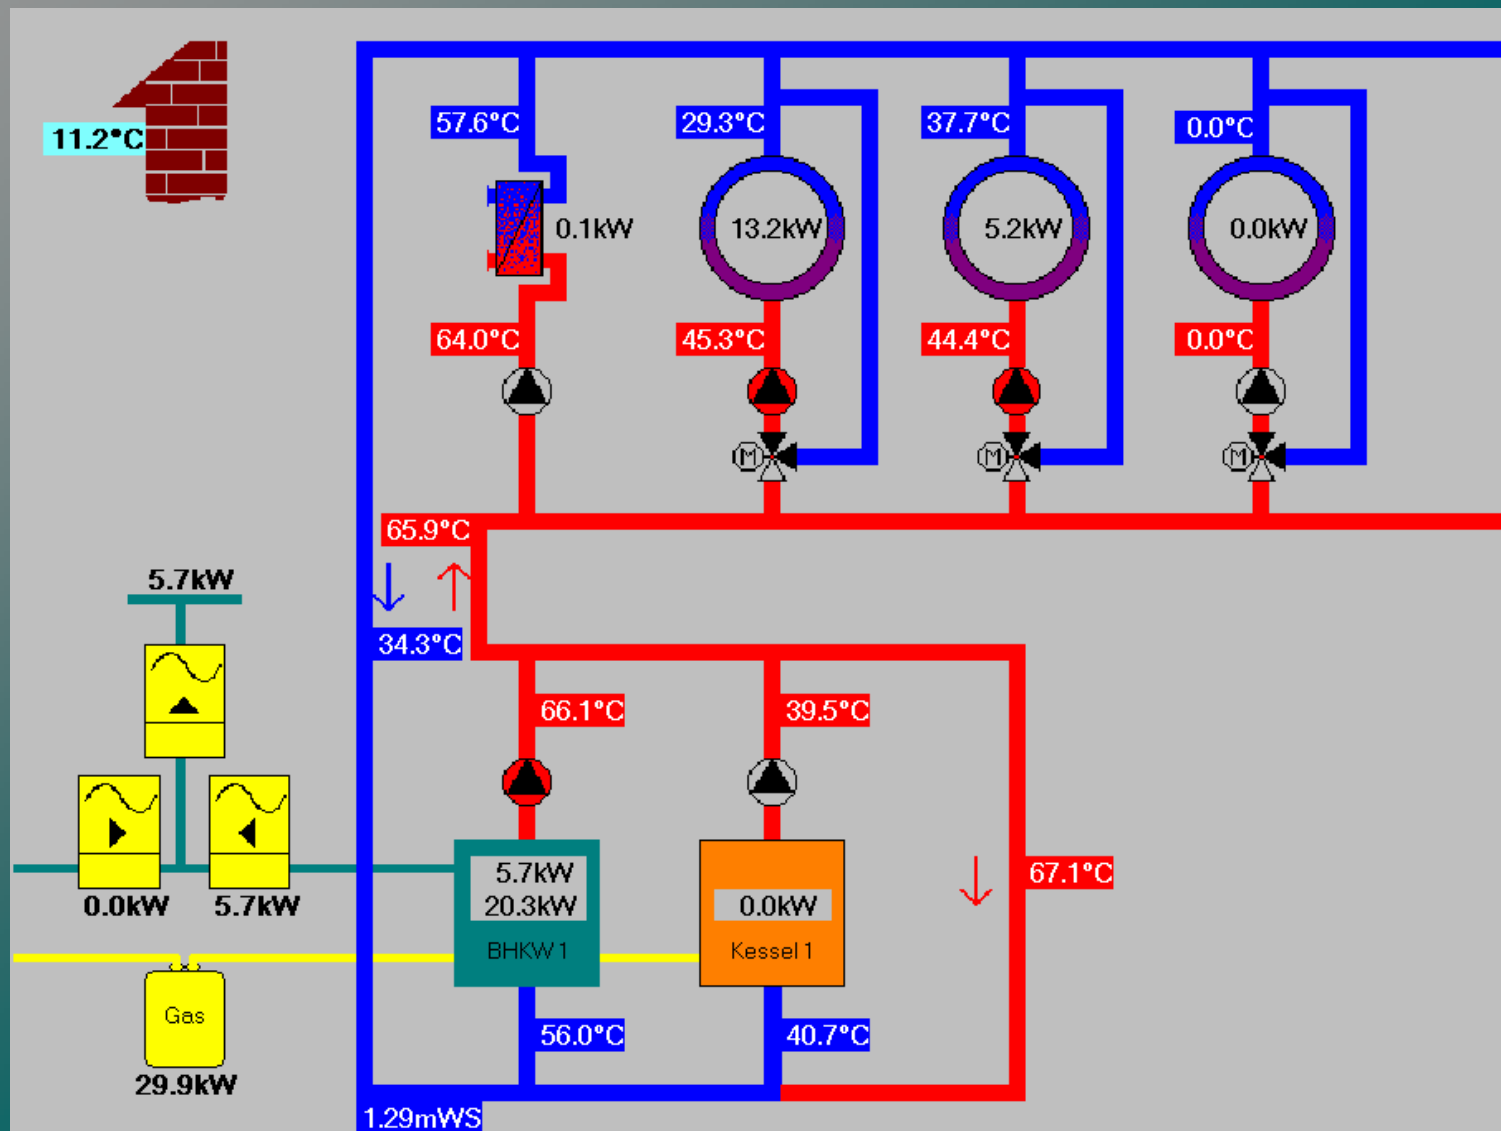 57.6°C
29.3°C
37.7°C
0.0°C
11.2°C
0.1kW
13.2kW
5.2kW
0.0kW
64.0°C
45.3°C
44.4°C
0.0°C
M
M
M
65.9°C
5.7kW
34.3°C
66.1°C
39.5°C
5.7kW
20.3kW
BHKW 1
0.0kW
Kessel 1
67.1°C
0.0kW
5.7kW
Gas
29.9kW
56.0°C
40.7°C
1.29mWS